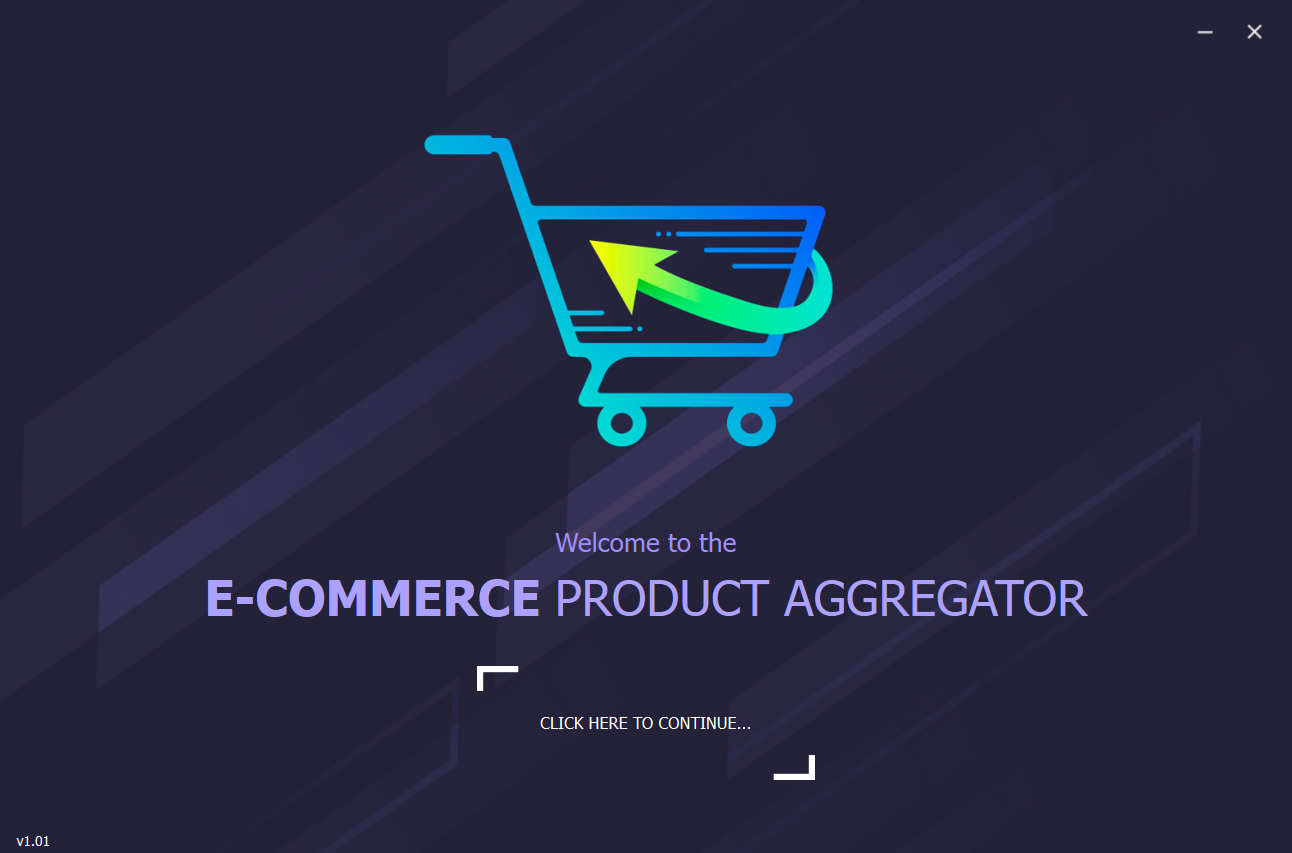 Welcome to the
E-COMMERCE PRODUCT AGGREGATOR
CLICK HERE TO CONTINUE...
v1.01